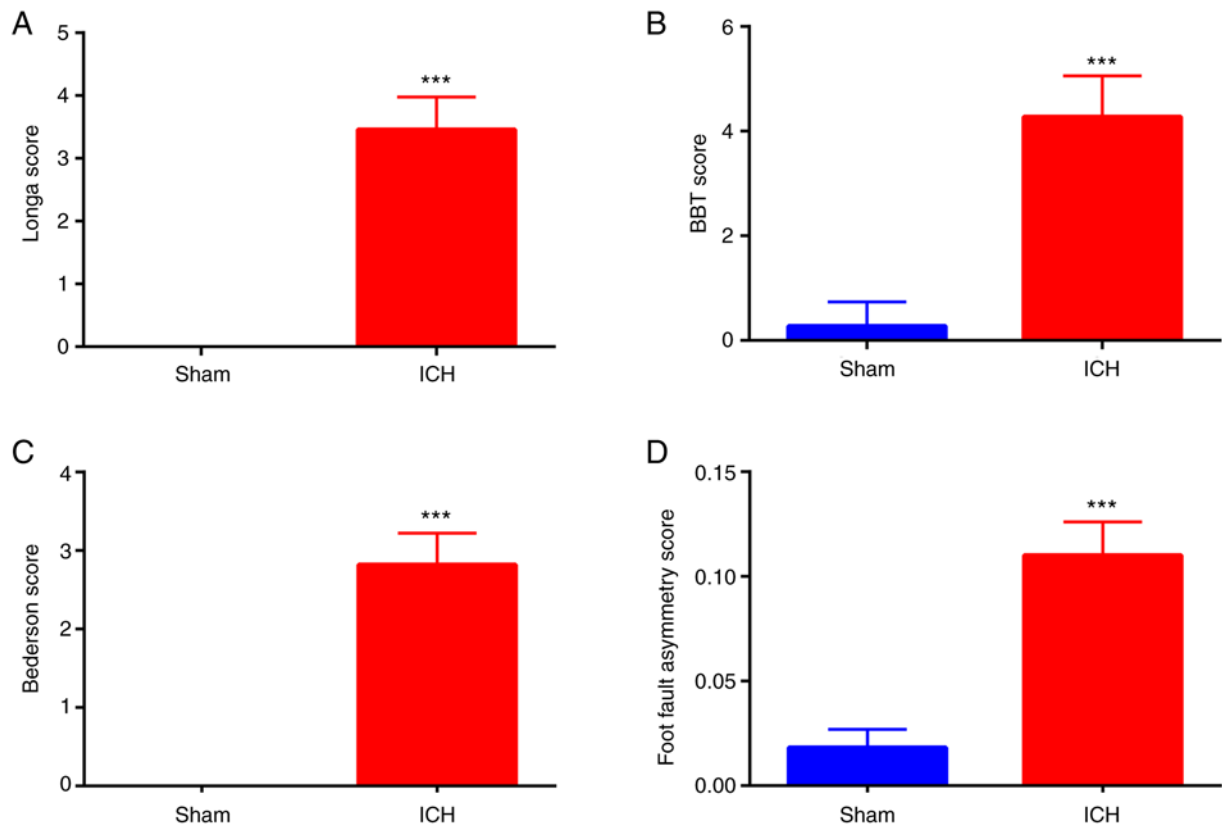 A
Longa score
5
4
3
2
1
0
***
Sham ICH
B
BBT score
6
4
2
0
***
Sham ICH
C
Bederson score
4
3
2
1
0
***
Sham ICH
D
Foot fault asymmetry score
0.15
0.10
0.05
0.00
***
Sham ICH